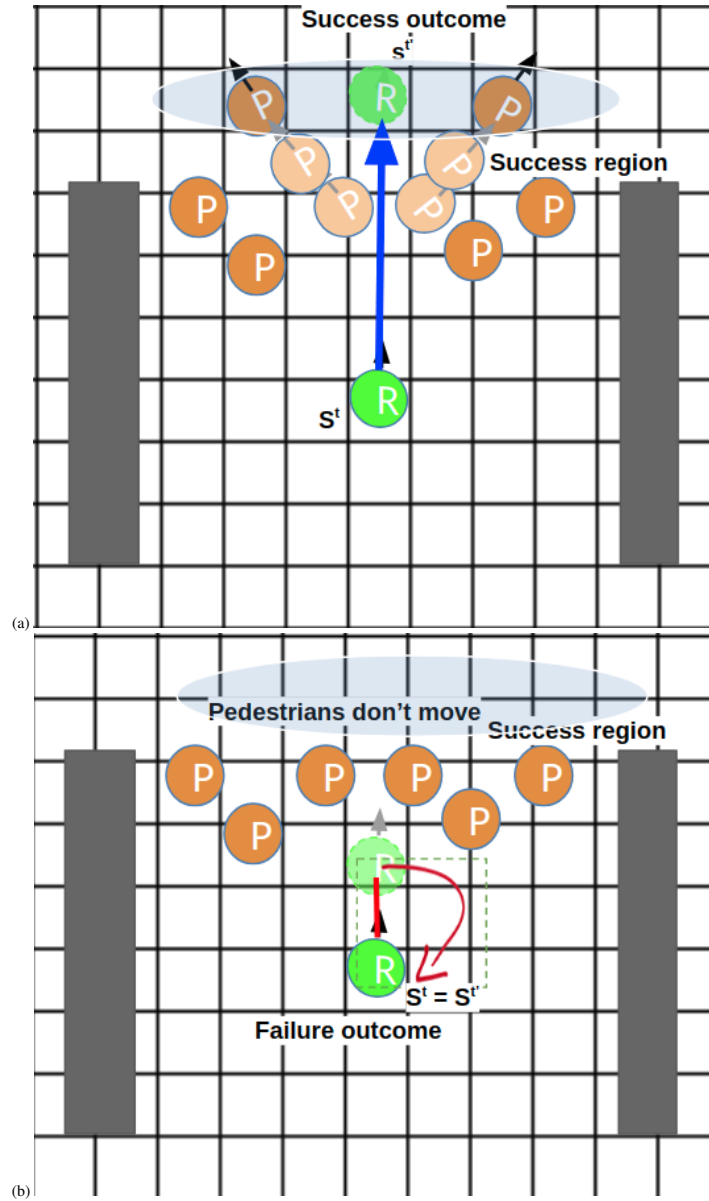 Success outcome
s^t'
P R P
P P
Success region
P P P P
P P
R
S^t
(a)
Pedestrians don't move
Success region
P P P P
P P
R
R
S^t = S^t'
Failure outcome
(b)